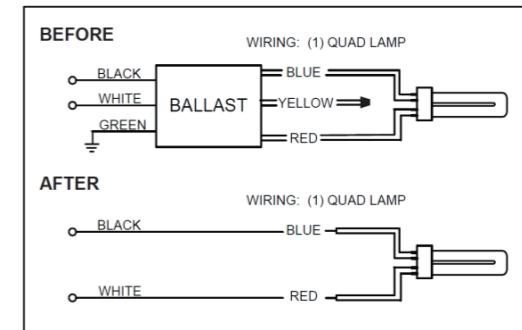 BEFORE
WIRING: (1) QUAD LAMP
BLACK
BLUE
WHITE
BALLAST
YELLOW
GREEN
RED
AFTER
WIRING: (1) QUAD LAMP
BLACK
BLUE
WHITE
RED